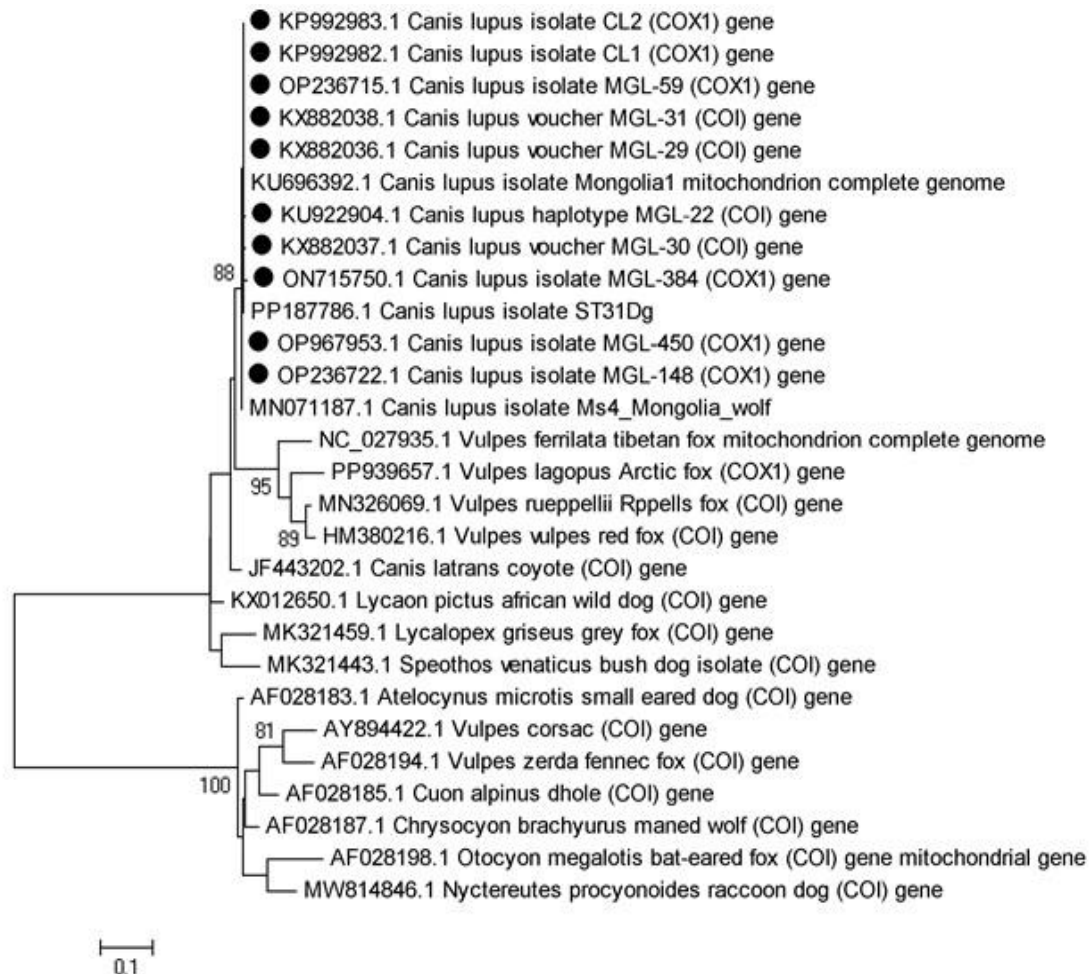 KP992983.1 Canis lupus isolate CL2 (COX1) gene
KP992982.1 Canis lupus isolate CL1 (COX1) gene
OP236715.1 Canis lupus isolate MGL-59 (COX1) gene
KX882038.1 Canis lupus voucher MGL-31 (COI) gene
KX882036.1 Canis lupus voucher MGL-29 (COI) gene
KU696392.1 Canis lupus isolate Mongolia1 mitochondrion complete genome
KU922904.1 Canis lupus haplotype MGL-22 (COI) gene
KX882037.1 Canis lupus voucher MGL-30 (COI) gene
88
ON715750.1 Canis lupus isolate MGL-384 (COX1) gene
PP187786.1 Canis lupus isolate ST31Dg
OP967953.1 Canis lupus isolate MGL-450 (COX1) gene
OP236722.1 Canis lupus isolate MGL-148 (COX1) gene
MN071187.1 Canis lupus isolate Ms4_Mongolia_wolf
NC_027935.1 Vulpes ferrilata tibetan fox mitochondrion complete genome
PP939657.1 Vulpes lagopus Arctic fox (COX1) gene
95
MN326069.1 Vulpes rueppellii Rppells fox (COI) gene
89
HM380216.1 Vulpes vulpes red fox (COI) gene
JF443202.1 Canis latrans coyote (COI) gene
KX012650.1 Lycaon pictus african wild dog (COI) gene
MK321459.1 Lycalopex griseus grey fox (COI) gene
MK321443.1 Speothos venaticus bush dog isolate (COI) gene
AF028183.1 Atelocynus microtis small eared dog (COI) gene
81
AY894422.1 Vulpes corsac (COI) gene
AF028194.1 Vulpes zerda fennec fox (COI) gene
100
AF028185.1 Cuon alpinus dhole (COI) gene
AF028187.1 Chrysocyon brachyurus maned wolf (COI) gene
AF028198.1 Otocyon megalotis bat-eared fox (COI) gene mitochondrial gene
MW814846.1 Nyctereutes procyonoides raccoon dog (COI) gene
0.1